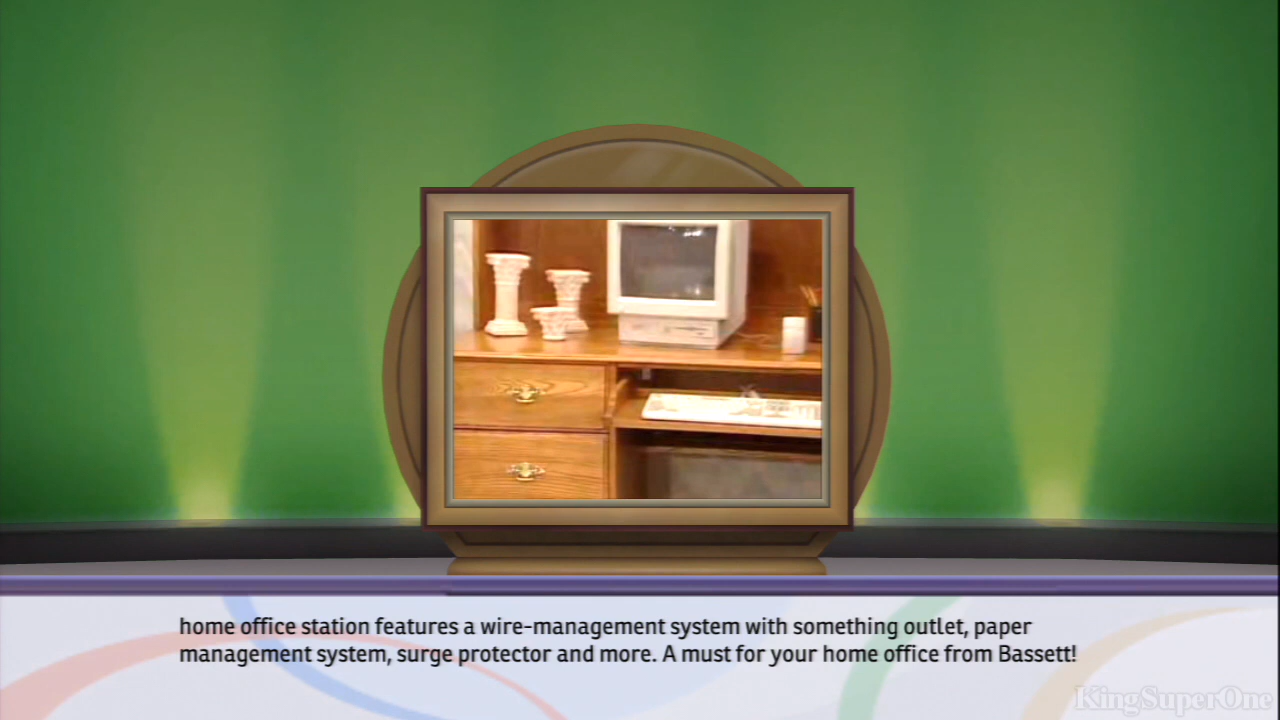 home office station features a wire-management system with something outlet, paper
management system, surge protector and more. A must for your home office from Bassett!
KingSuperOne